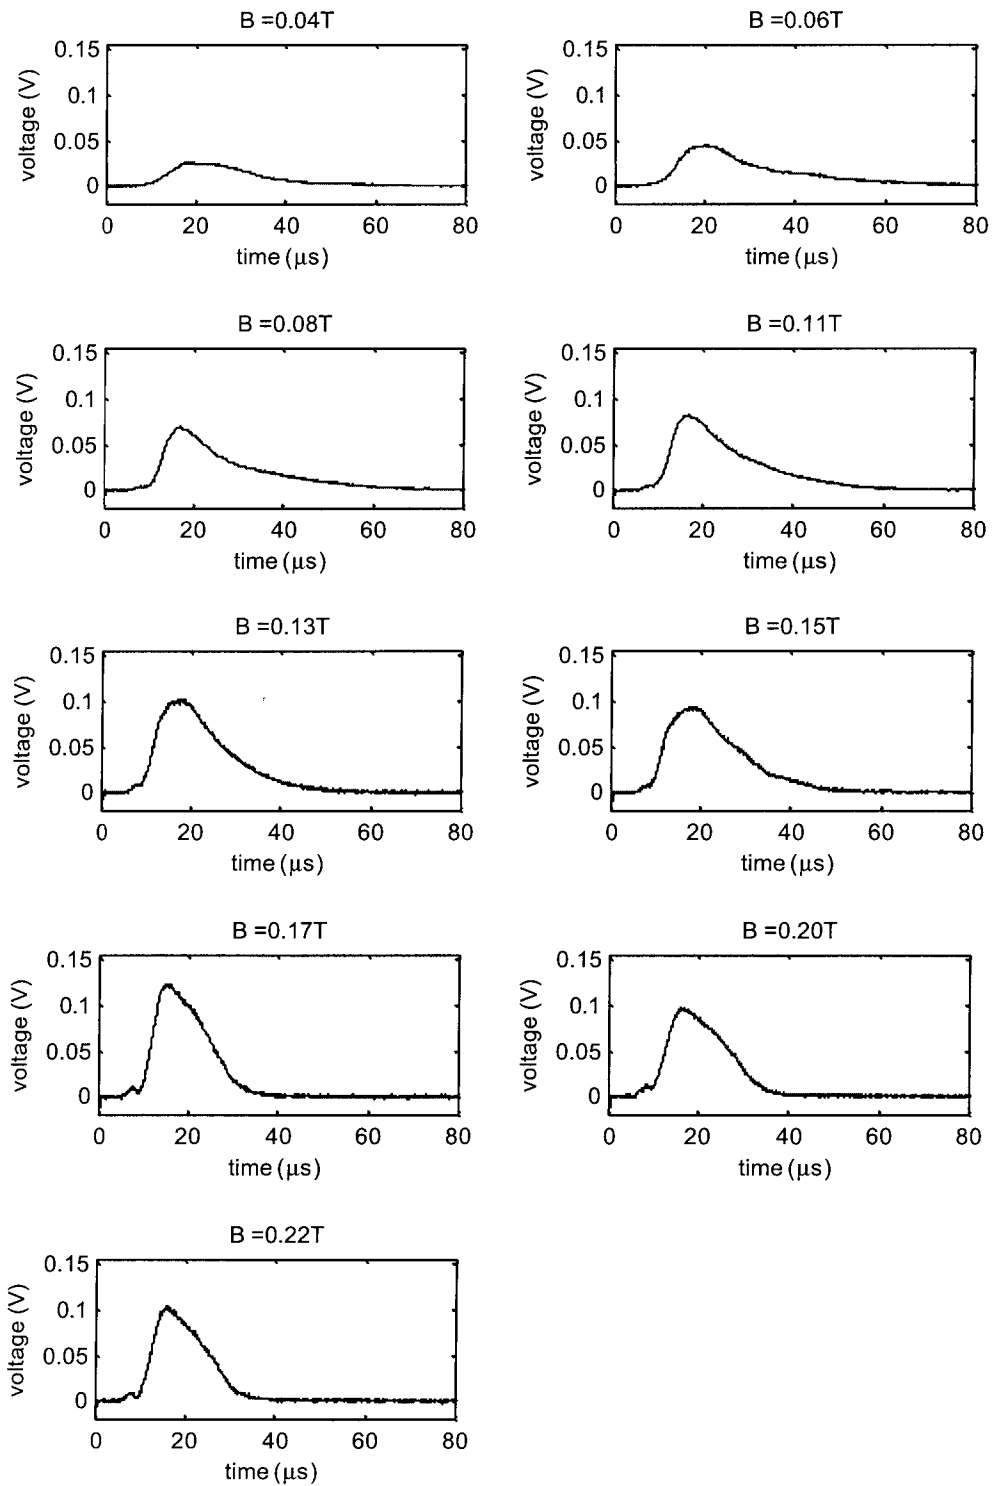 B =0.04T
0.15
0.1
0.05
0
voltage (V)
0 20 40 60 80
time (μs)
B =0.06T
0.15
0.1
0.05
0
voltage (V)
0 20 40 60 80
time (μs)
B =0.08T
0.15
0.1
0.05
0
voltage (V)
0 20 40 60 80
time (μs)
B =0.11T
0.15
0.1
0.05
0
voltage (V)
0 20 40 60 80
time (μs)
B =0.13T
0.15
0.1
0.05
0
voltage (V)
0 20 40 60 80
time (μs)
B =0.15T
0.15
0.1
0.05
0
voltage (V)
0 20 40 60 80
time (μs)
B =0.17T
0.15
0.1
0.05
0
voltage (V)
0 20 40 60 80
time (μs)
B =0.20T
0.15
0.1
0.05
0
voltage (V)
0 20 40 60 80
time (μs)
B =0.22T
0.15
0.1
0.05
0
voltage (V)
0 20 40 60 80
time (μs)